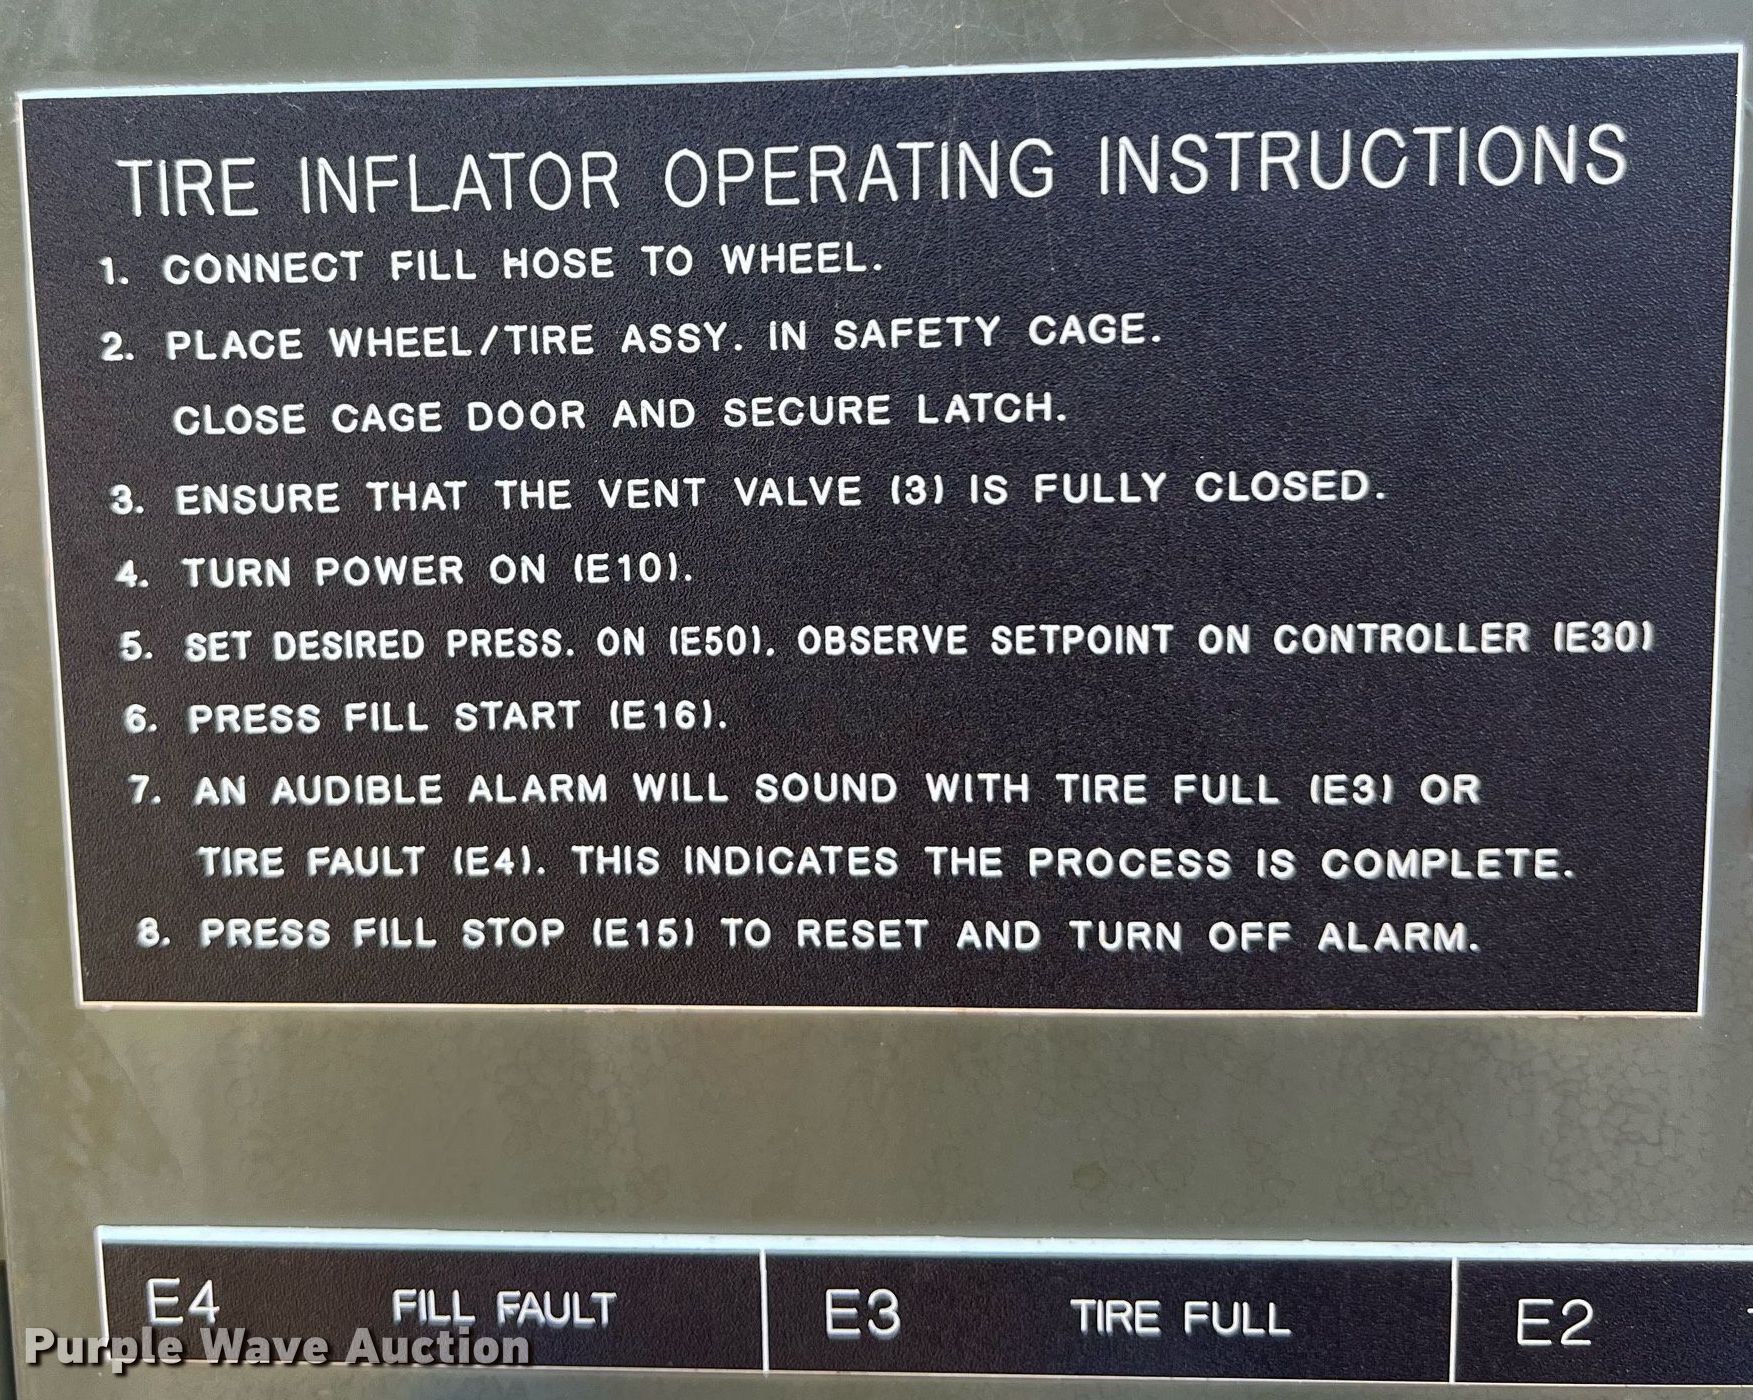 TIRE INFLATOR OPERATING INSTRUCTIONS
1. CONNECT FILL HOSE TO WHEEL.
2. PLACE WHEEL/TIRE ASSY. IN SAFETY CAGE.
CLOSE CAGE DOOR AND SECURE LATCH.
3. ENSURE THAT THE VENT VALVE (3) IS FULLY CLOSED.
4. TURN POWER ON (E10).
5. SET DESIRED PRESS. ON (E50). OBSERVE SETPOINT ON CONTROLLER (E30)
6. PRESS FILL START (E16).
7. AN AUDIBLE ALARM WILL SOUND WITH TIRE FULL (E3) OR
TIRE FAULT (E4). THIS INDICATES THE PROCESS IS COMPLETE.
8. PRESS FILL STOP (E15) TO RESET AND TURN OFF ALARM.
E4 FILL FAULT E3 TIRE FULL E2
Purple Wave Auction